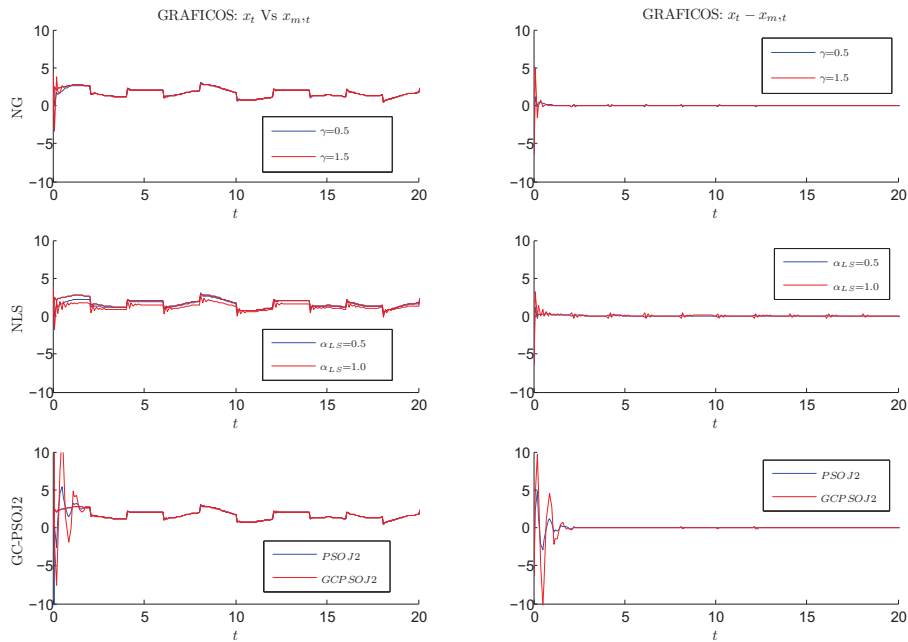 GRAFICOS: x_t Vs x_{m,t}
GRAFICOS: x_t − x_{m,t}
NG
10
5
0
−5
−10
0 5 10 15 20
t
γ=0.5
γ=1.5
10
5
0
−5
−10
0 5 10 15 20
t
γ=0.5
γ=1.5
NLS
10
5
0
−5
−10
0 5 10 15 20
t
α_{LS}=0.5
α_{LS}=1.0
10
5
0
−5
−10
0 5 10 15 20
t
α_{LS}=0.5
α_{LS}=1.0
GC-PSOJ2
10
5
0
−5
−10
0 5 10 15 20
t
PSOJ2
GCPSOJ2
10
5
0
−5
−10
0 5 10 15 20
t
PSOJ2
GCPSOJ2